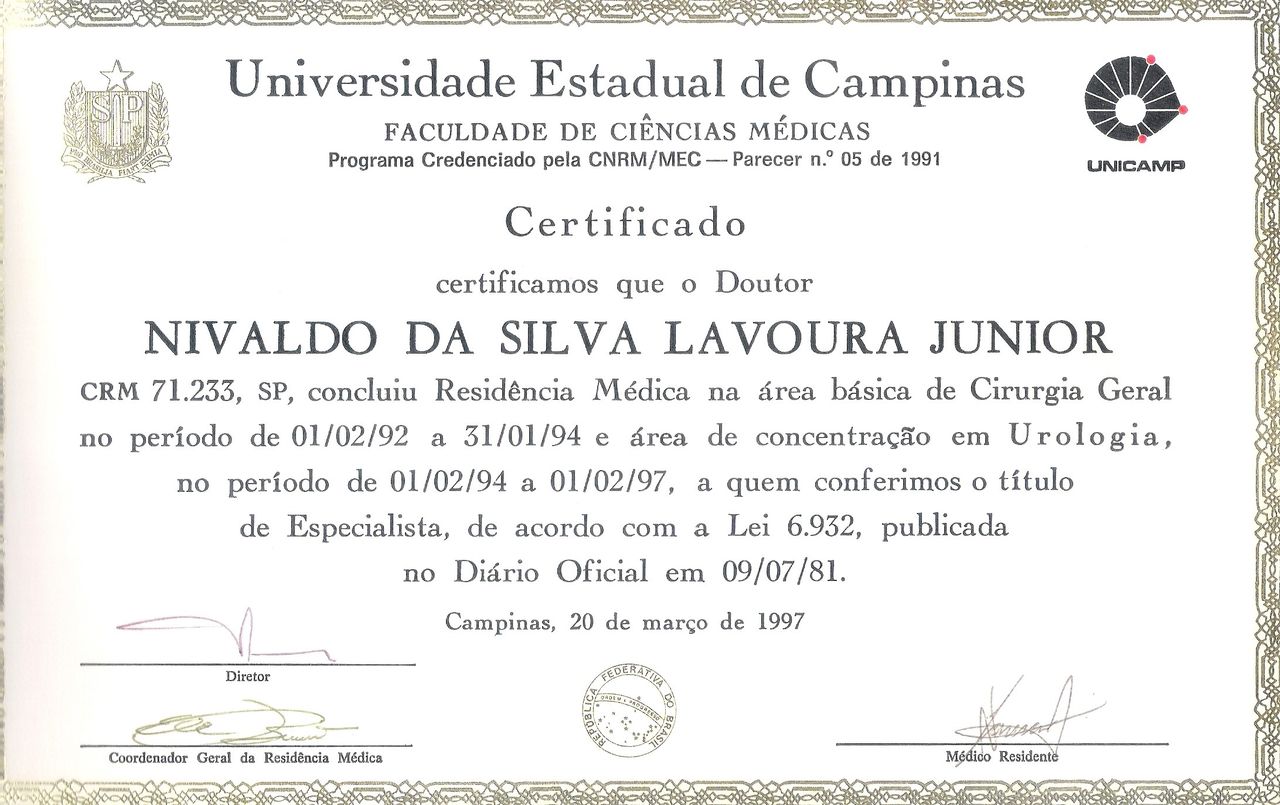 Universidade Estadual de Campinas
FACULDADE DE CIÊNCIAS MÉDICAS
Programa Credenciado pela CNRM/MEC — Parecer n.º 05 de 1991
SP
UNICAMP
Certificado
certificamos que o Doutor
NIVALDO DA SILVA LAVOURA JUNIOR
CRM 71.233, SP, concluiu Residência Médica na área básica de Cirurgia Geral
no período de 01/02/92 a 31/01/94 e área de concentração em Urologia,
no período de 01/02/94 a 01/02/97, a quem conferimos o título
de Especialista, de acordo com a Lei 6.932, publicada
no Diário Oficial em 09/07/81.
Campinas, 20 de março de 1997
Diretor
Coordenador Geral da Residência Médica
REPÚBLICA FEDERATIVA DO BRASIL
ORDEM E PROGRESSO
Médico Residente